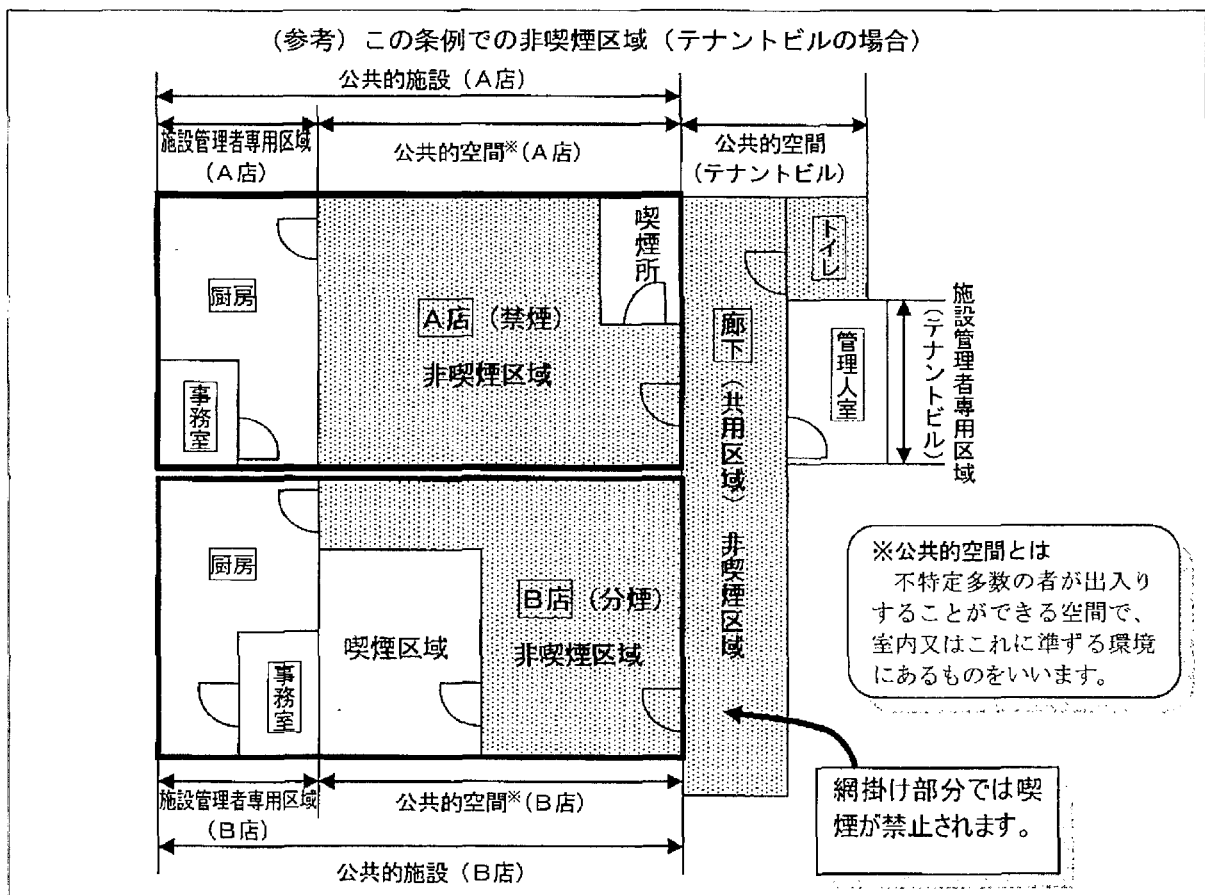 (参考) この条例での非喫煙区域 (テナントビルの場合)
公共的施設 (A店)
施設管理者専用区域
(A店)
公共的空間※(A店)
公共的空間
(テナントビル)
厨房
事務室
A店 (禁煙)
非喫煙区域
喫煙所
廊下 (共用区域) 非喫煙区域
トイレ
管理人室
施設管理者専用区域
(テナントビル)
厨房
事務室
喫煙区域
B店 (分煙)
非喫煙区域
※公共的空間とは
不特定多数の者が出入り
することができる空間で、
室内又はこれに準ずる環境
にあるものをいいます。
網掛け部分では喫
煙が禁止されます。
施設管理者専用区域
(B店)
公共的空間※(B店)
公共的施設 (B店)